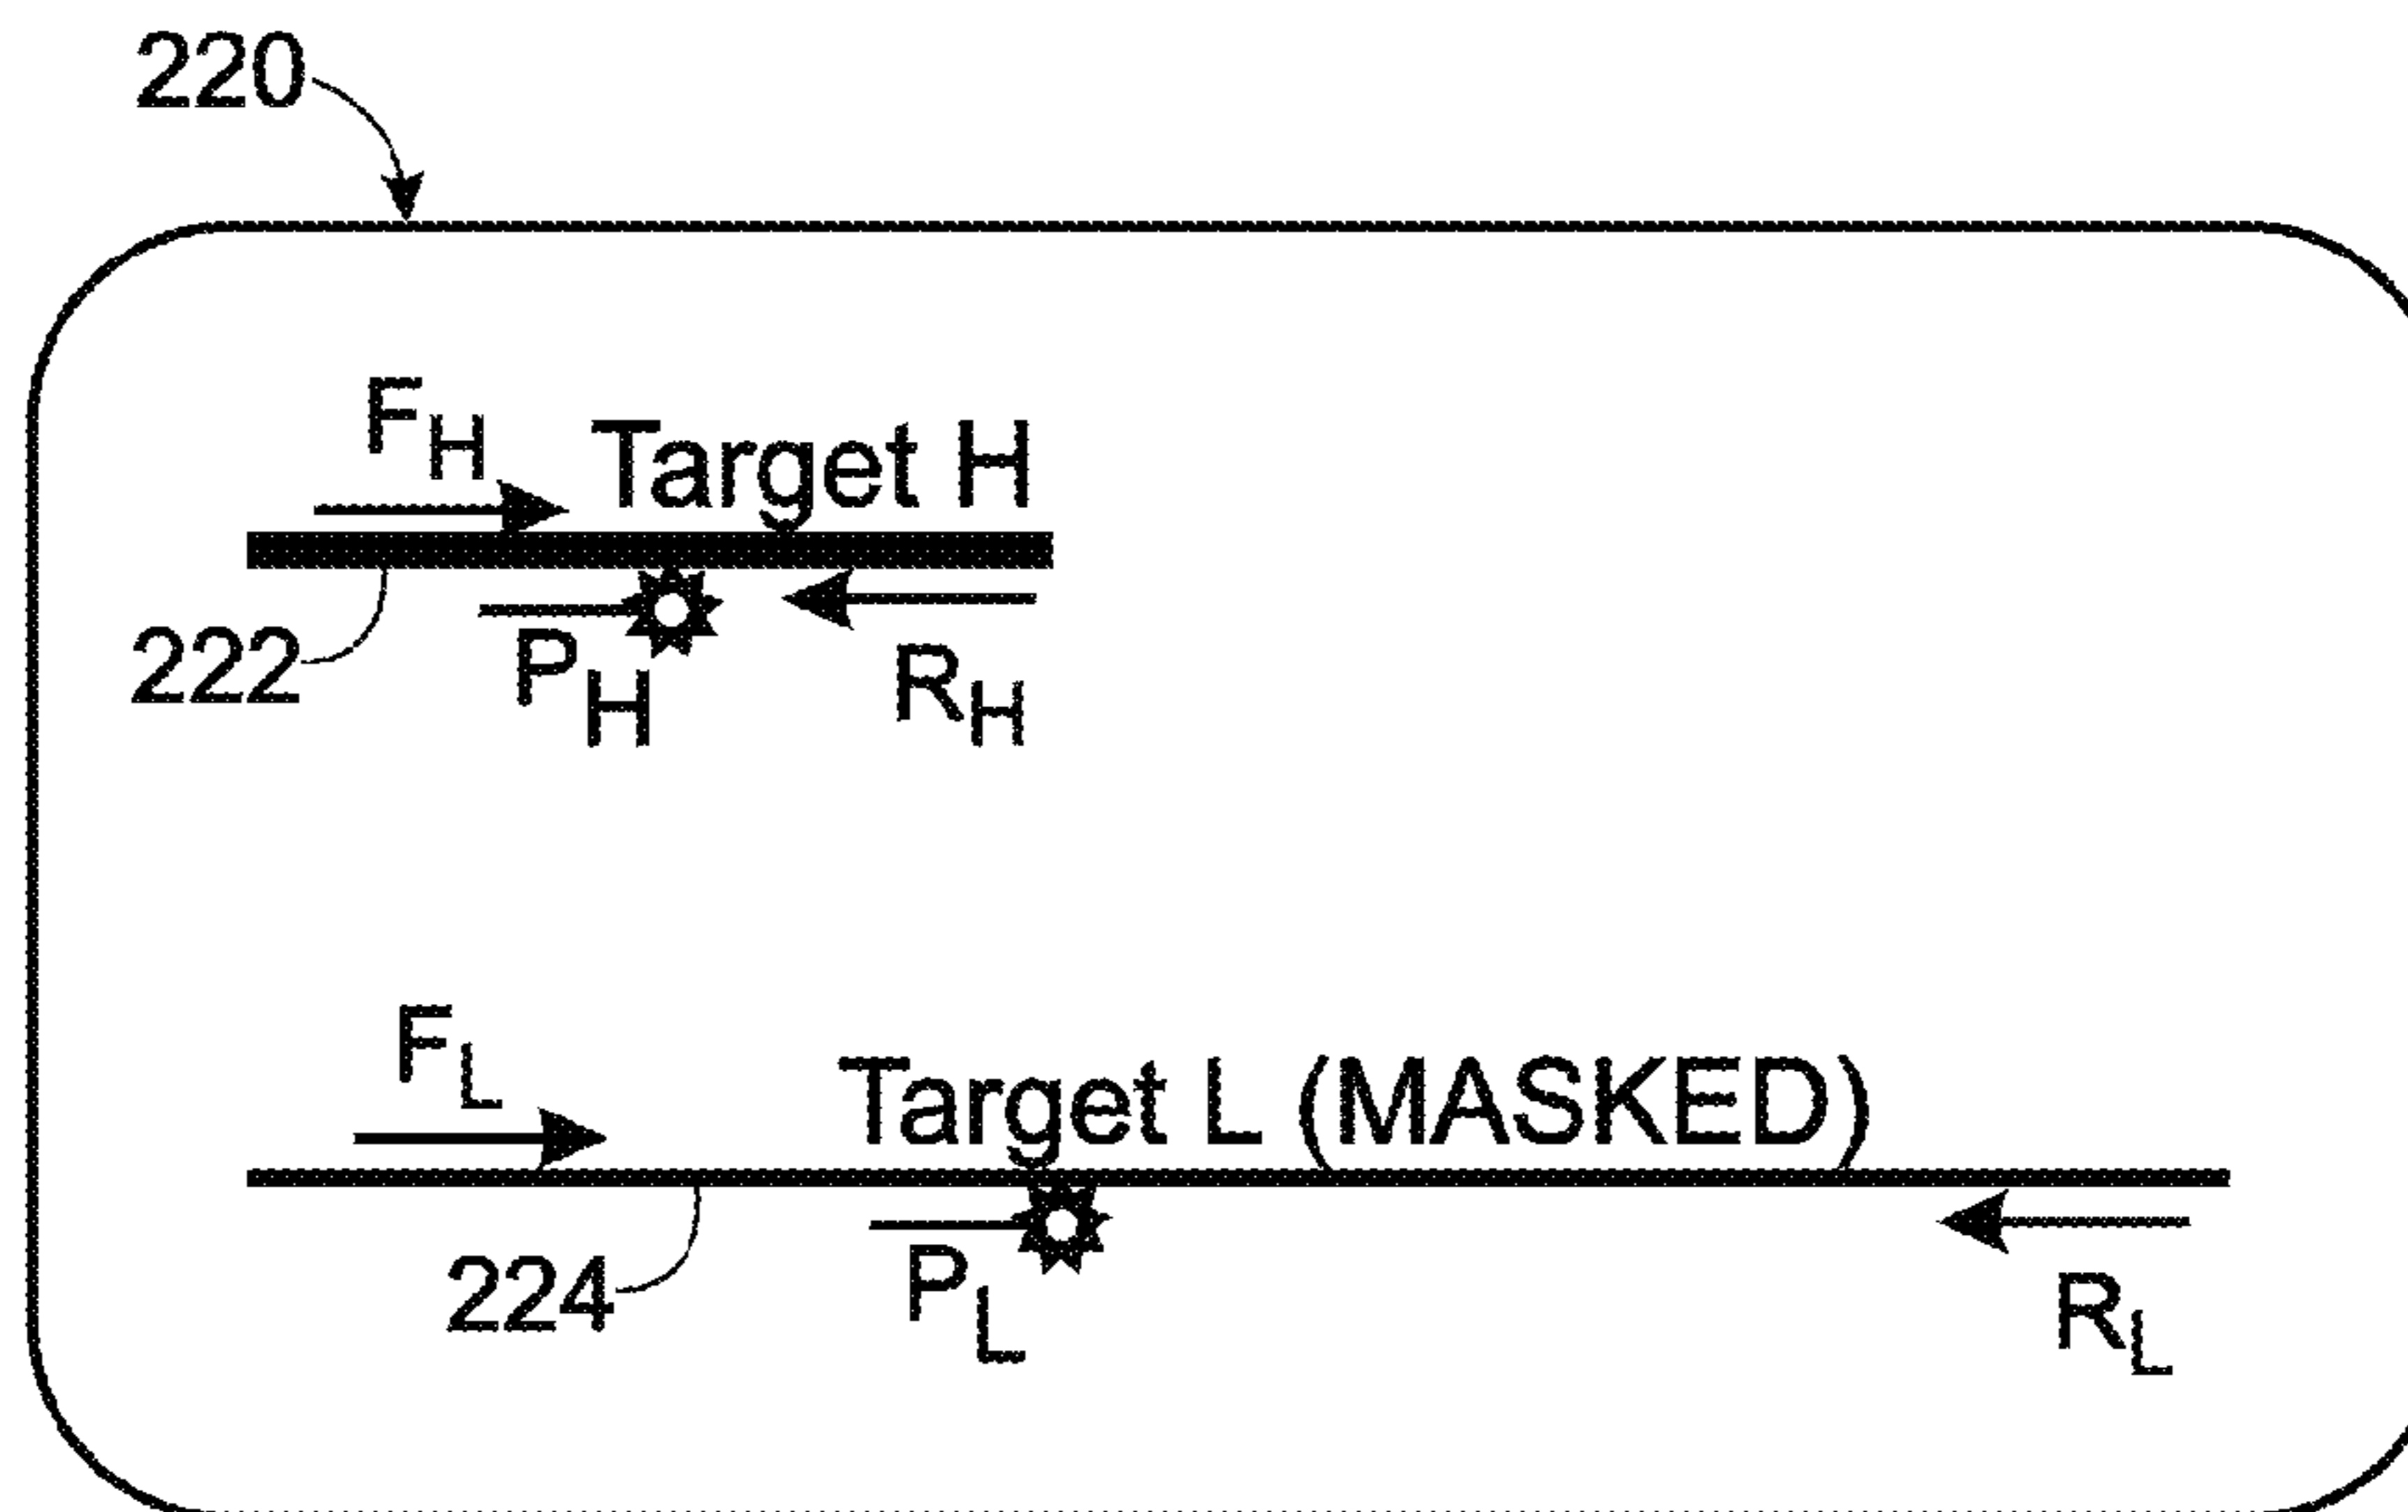 220
F_H
Target H
222
P_H
R_H
F_L
Target L (MASKED)
224
P_L
R_L